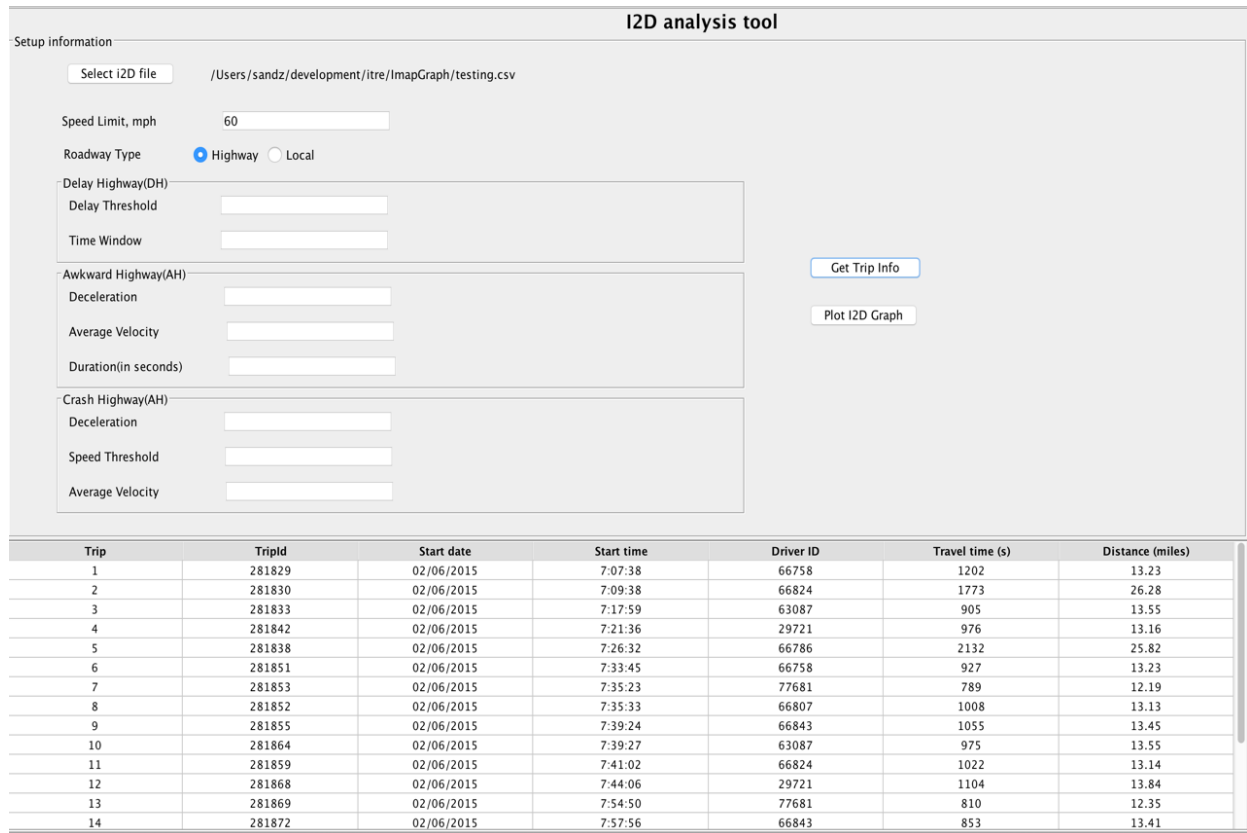 I2D analysis tool
Setup information
Select i2D file /Users/sandz/development/itre/ImapGraph/testing.csv
Speed Limit, mph 60
Roadway Type Highway Local
Delay Highway(DH)
Delay Threshold
Time Window
Get Trip Info
Awkward Highway(AH)
Deceleration
Plot I2D Graph
Average Velocity
Duration(in seconds)
Crash Highway(AH)
Deceleration
Speed Threshold
Average Velocity
Trip TripId Start date Start time Driver ID Travel time (s) Distance (miles)
1 281829 02/06/2015 7:07:38 66758 1202 13.23
2 281830 02/06/2015 7:09:38 66824 1773 26.28
3 281833 02/06/2015 7:17:59 63087 905 13.55
4 281842 02/06/2015 7:21:36 29721 976 13.16
5 281838 02/06/2015 7:26:32 66786 2132 25.82
6 281851 02/06/2015 7:33:45 66758 927 13.23
7 281853 02/06/2015 7:35:23 77681 789 12.19
8 281852 02/06/2015 7:35:33 66807 1008 13.13
9 281855 02/06/2015 7:39:24 66843 1055 13.45
10 281864 02/06/2015 7:39:27 63087 975 13.55
11 281859 02/06/2015 7:41:02 66824 1022 13.14
12 281868 02/06/2015 7:44:06 29721 1104 13.84
13 281869 02/06/2015 7:54:50 77681 810 12.35
14 281872 02/06/2015 7:57:56 66843 853 13.41